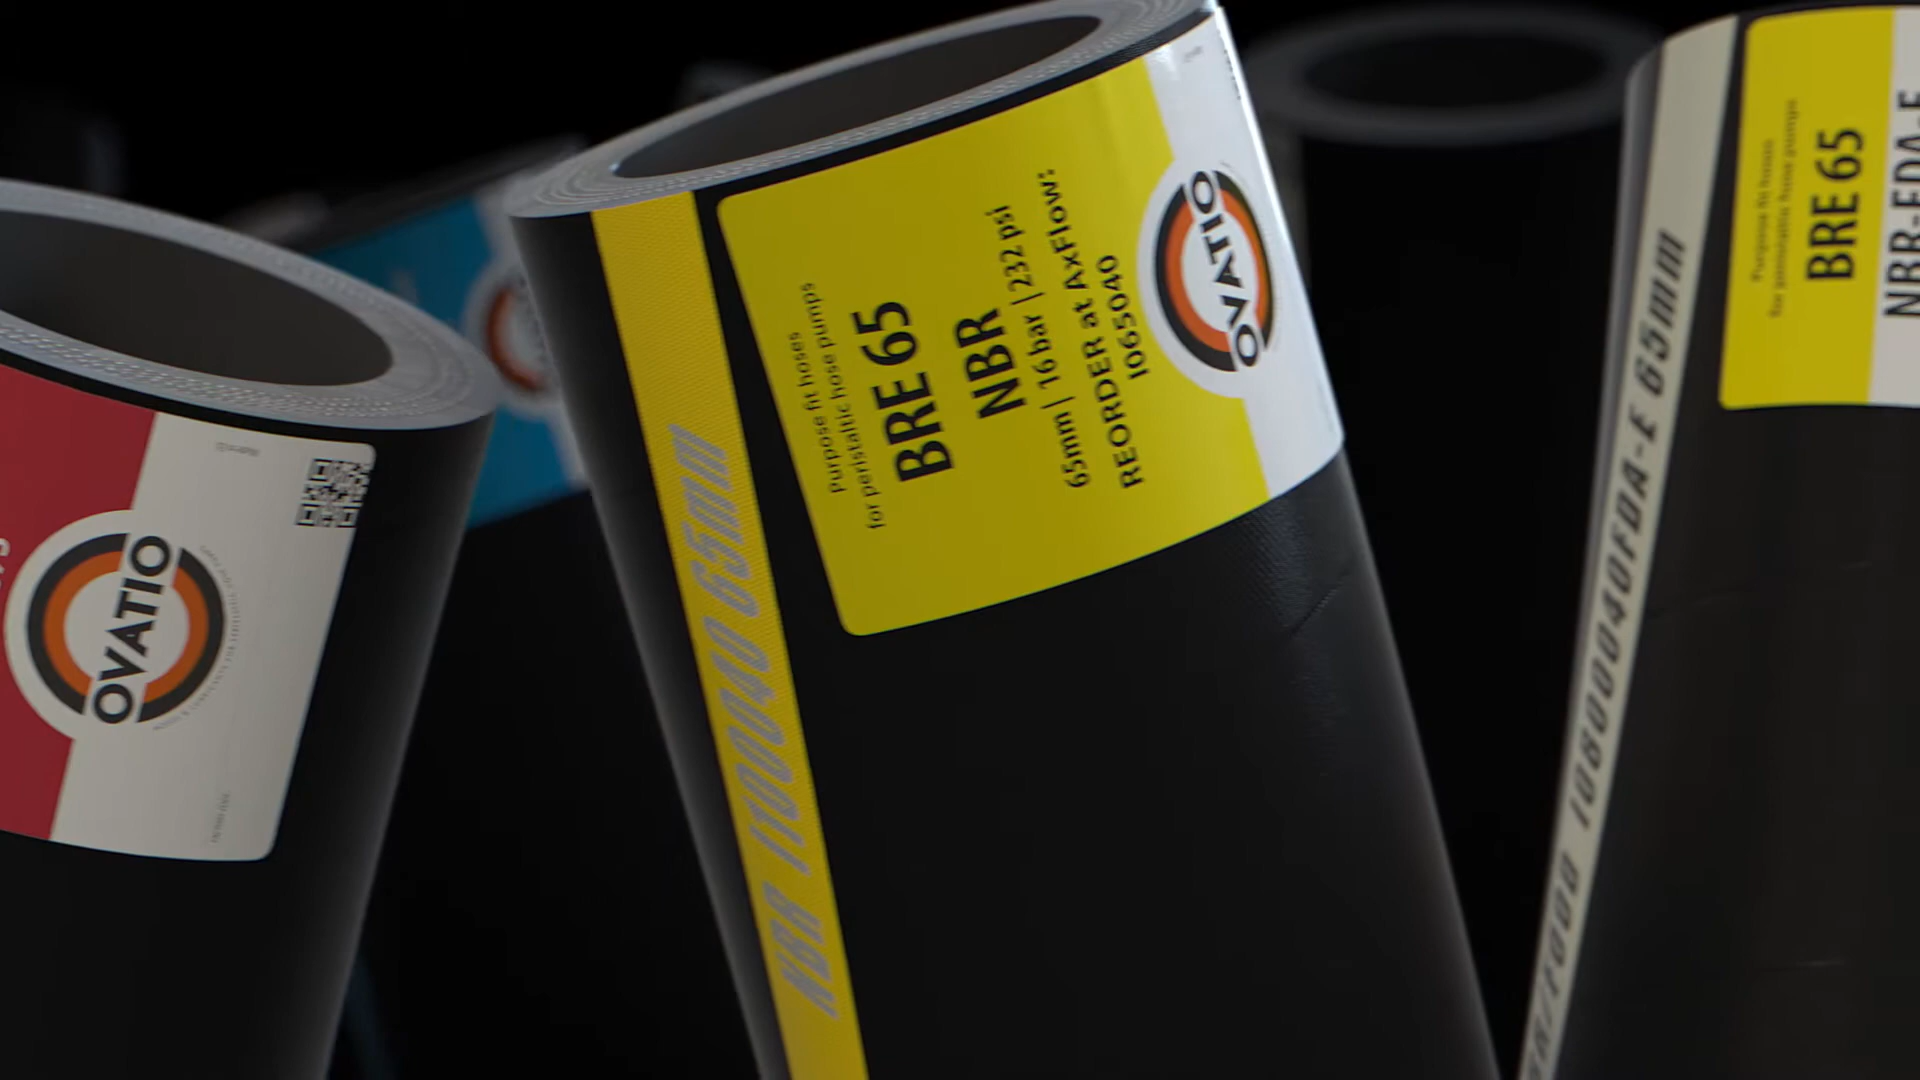 OVATIO
Purpose fit hoses
for peristaltic hose pumps
BRE 65
NBR
65mm | 16 bar | 232 psi
REORDER at AxFlow:
1065040
OVATIO
NBR 1100040 65mm
Purpose fit hoses
for peristaltic hose pumps
BRE 65
NBR-FDA-E
10800040FDA-E 65mm